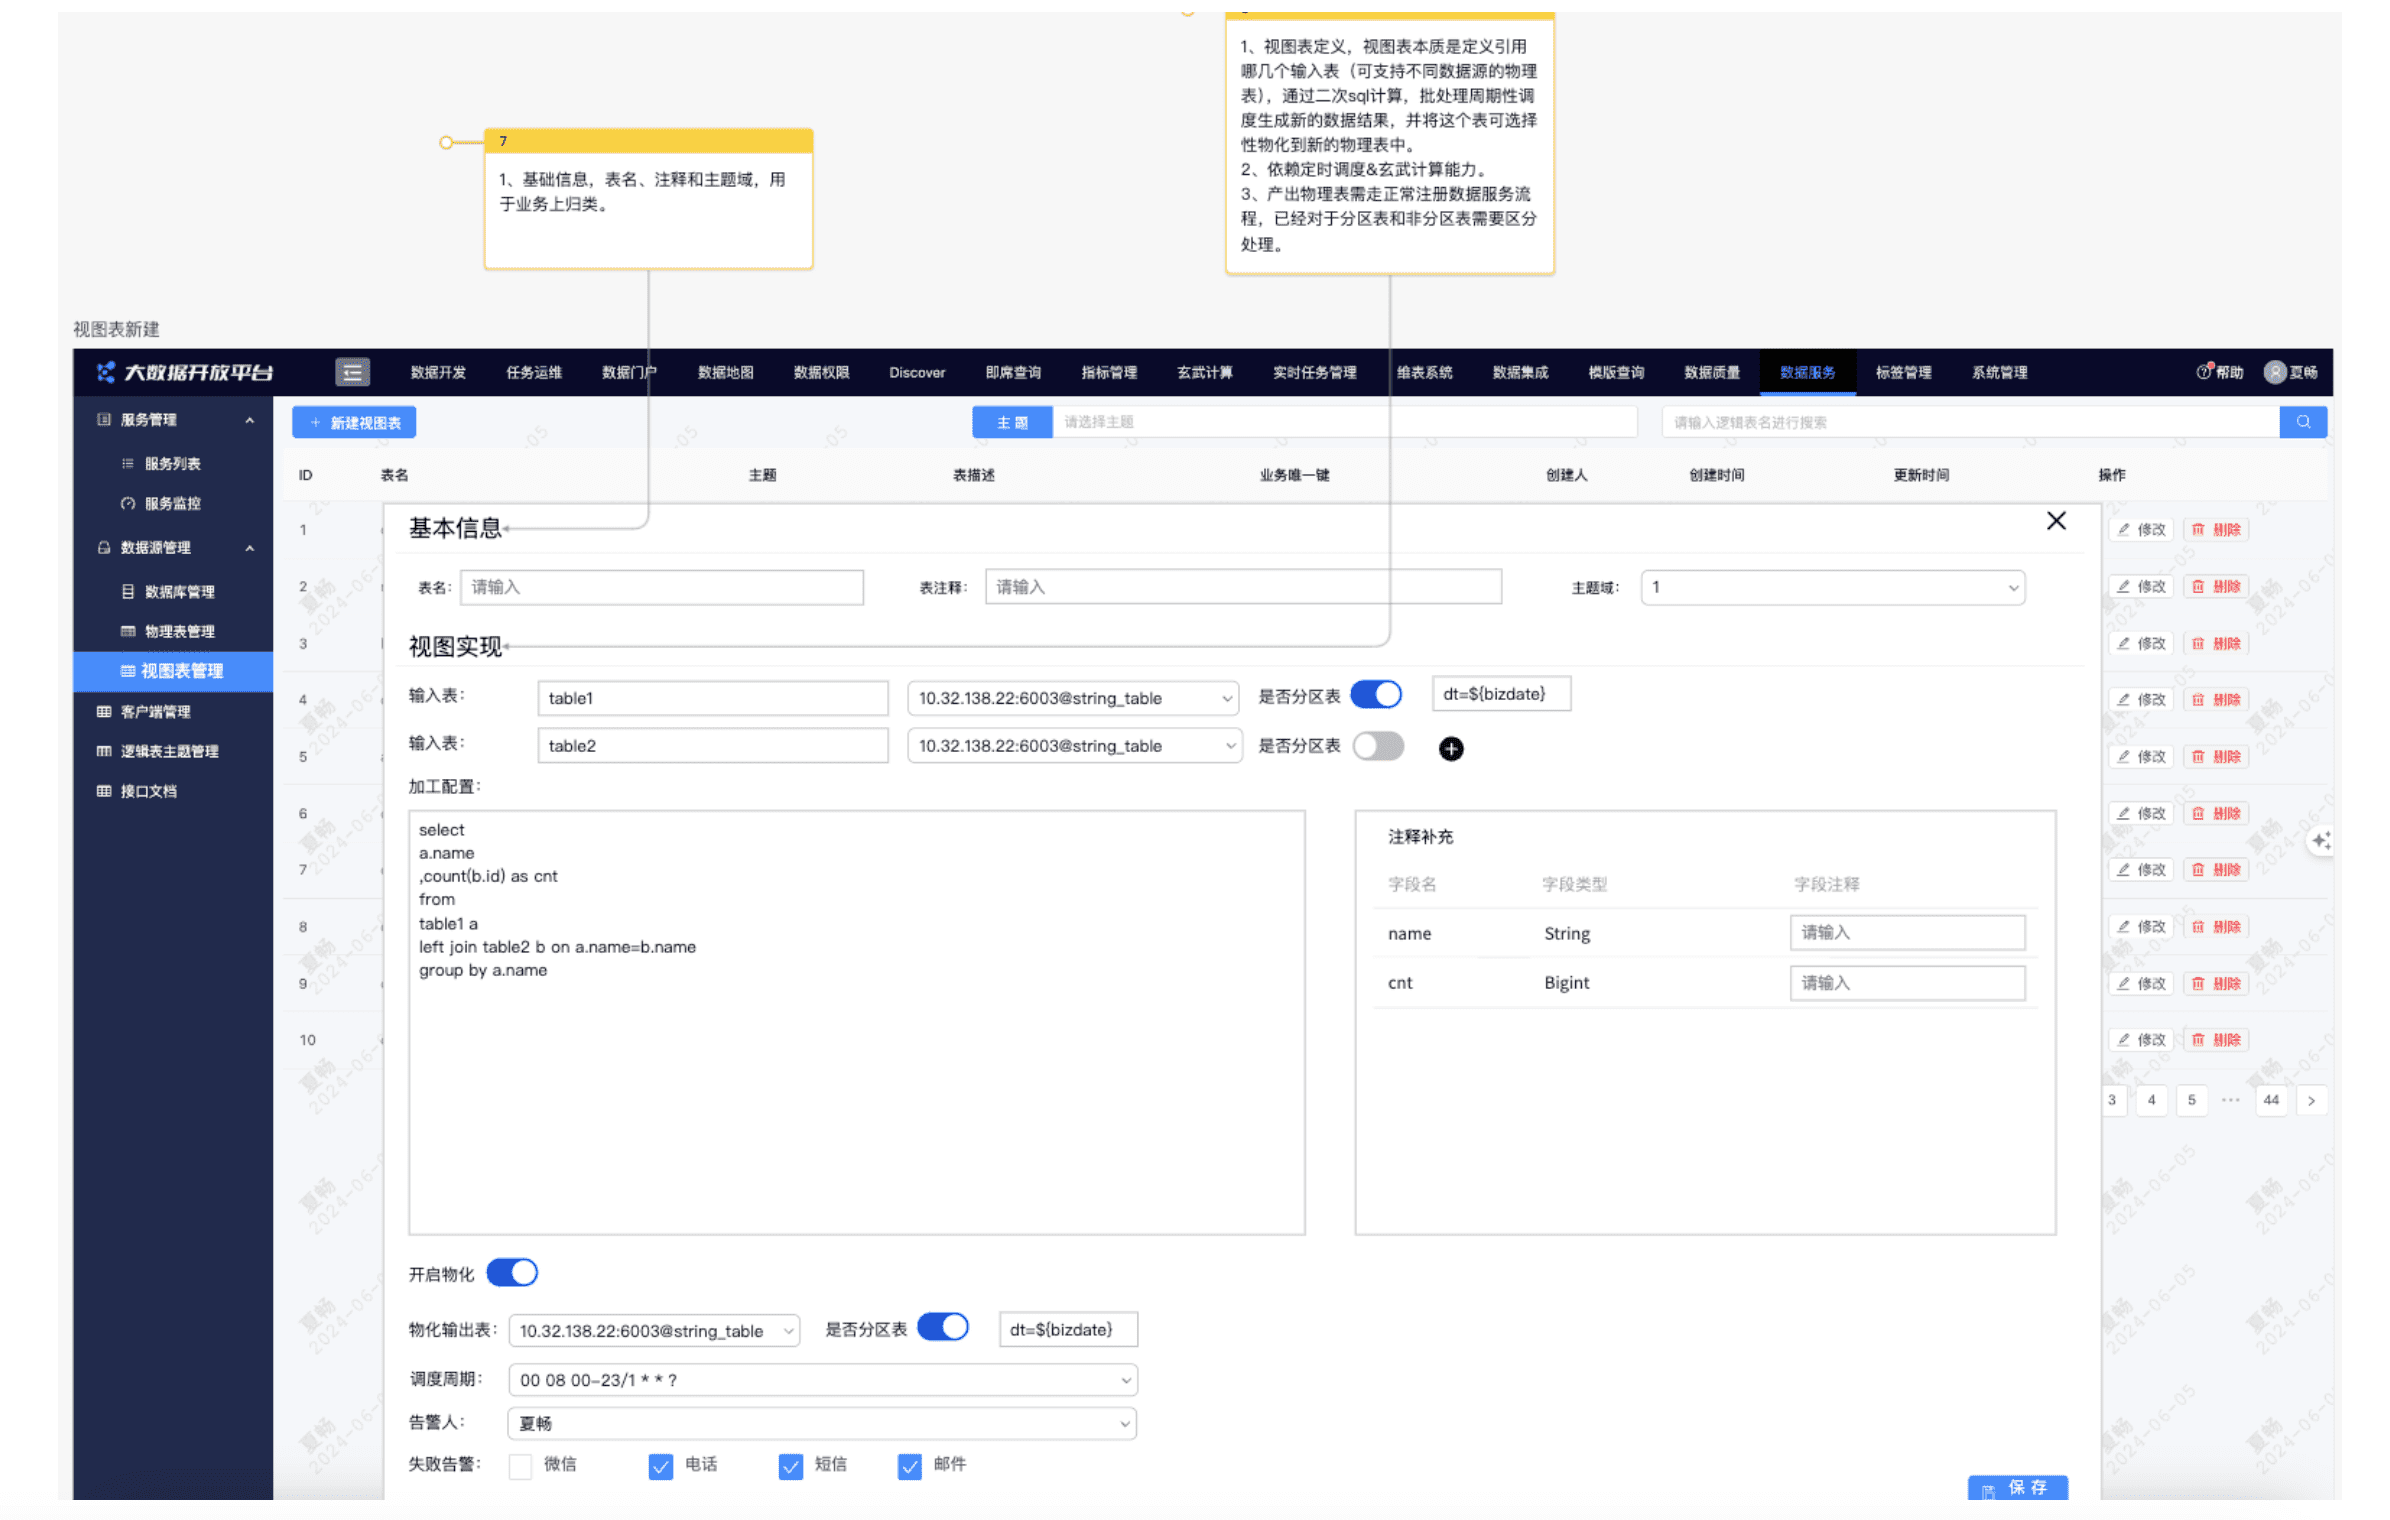 1、视图表定义，视图表本质是定义引用
哪几个输入表（可支持不同数据源的物理
表），通过二次sql计算，批处理周期性调
度生成新的数据结果，并将这个表可选择
性物化到新的物理表中。
2、依赖定时调度&玄武计算能力。
3、产出物理表需走正常注册数据服务流
程，已经对于分区表和非分区表需要区分
处理。
7
1、基础信息，表名、注释和主题域，用
于业务上归类。
视图表新建
大数据开放平台 数据开发 任务运维 数据门户 数据地图 数据权限 Discover 即席查询 指标管理 玄武计算 实时任务管理 维表系统 数据集成 模版查询 数据质量 数据服务 标签管理 系统管理 帮助 夏畅
服务管理
服务列表
服务监控
数据源管理
数据库管理
物理表管理
视图表管理
客户端管理
逻辑表主题管理
接口文档
+ 新建视图表 主 题 请选择主题 请输入逻辑表名进行搜索
ID 表名 主题 表描述 业务唯一键 创建人 创建时间 更新时间 操作
1 修改 删除
2 修改 删除
3 修改 删除
4 修改 删除
5 修改 删除
6 修改 删除
7 修改 删除
8 修改 删除
9 修改 删除
10 修改 删除
3 4 5 ··· 44 >
基本信息
表名： 请输入 表注释： 请输入 主题域： 1
视图实现
输入表： table1 10.32.138.22:6003@string_table 是否分区表 dt=${bizdate}
输入表： table2 10.32.138.22:6003@string_table 是否分区表
加工配置：
select
a.name
,count(b.id) as cnt
from
table1 a
left join table2 b on a.name=b.name
group by a.name
注释补充
字段名 字段类型 字段注释
name String 请输入
cnt Bigint 请输入
开启物化
物化输出表： 10.32.138.22:6003@string_table 是否分区表 dt=${bizdate}
调度周期： 00 08 00-23/1 * * ?
告警人： 夏畅
失败告警： 微信 电话 短信 邮件
保 存
夏畅
2024-06-05